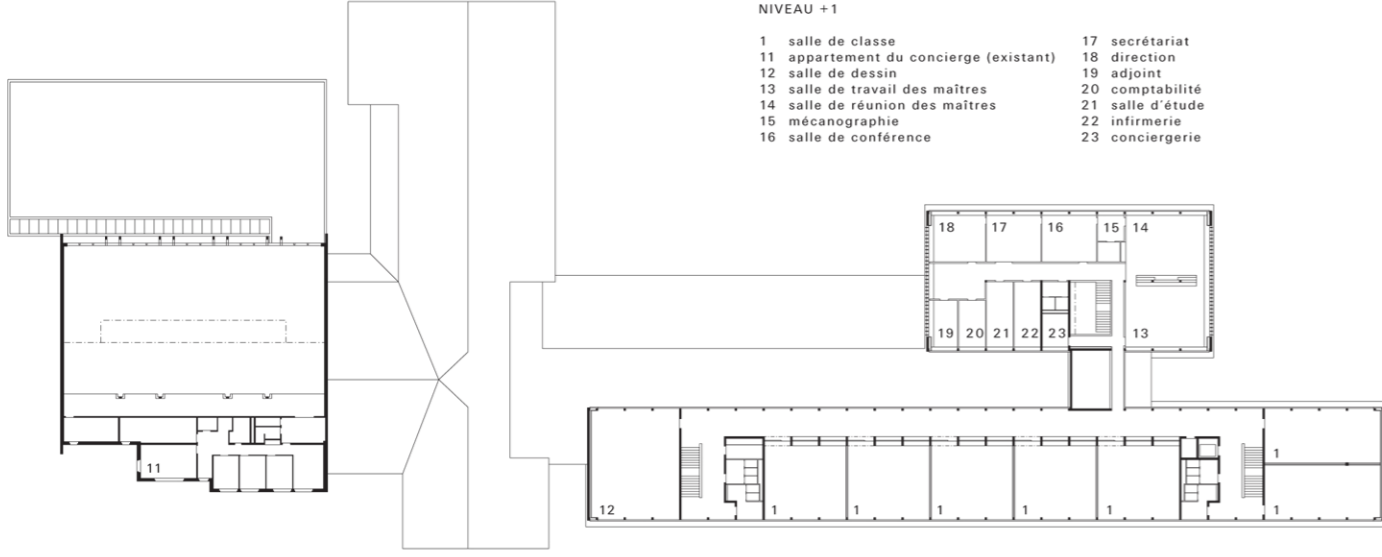 NIVEAU +1
1 salle de classe
11 appartement du concierge (existant)
12 salle de dessin
13 salle de travail des maîtres
14 salle de réunion des maîtres
15 mécanographie
16 salle de conférence
17 secrétariat
18 direction
19 adjoint
20 comptabilité
21 salle d'étude
22 infirmerie
23 conciergerie
18 17 16 15 14
19 20 21 22 23 13
11
1
12 1 1 1 1 1 1